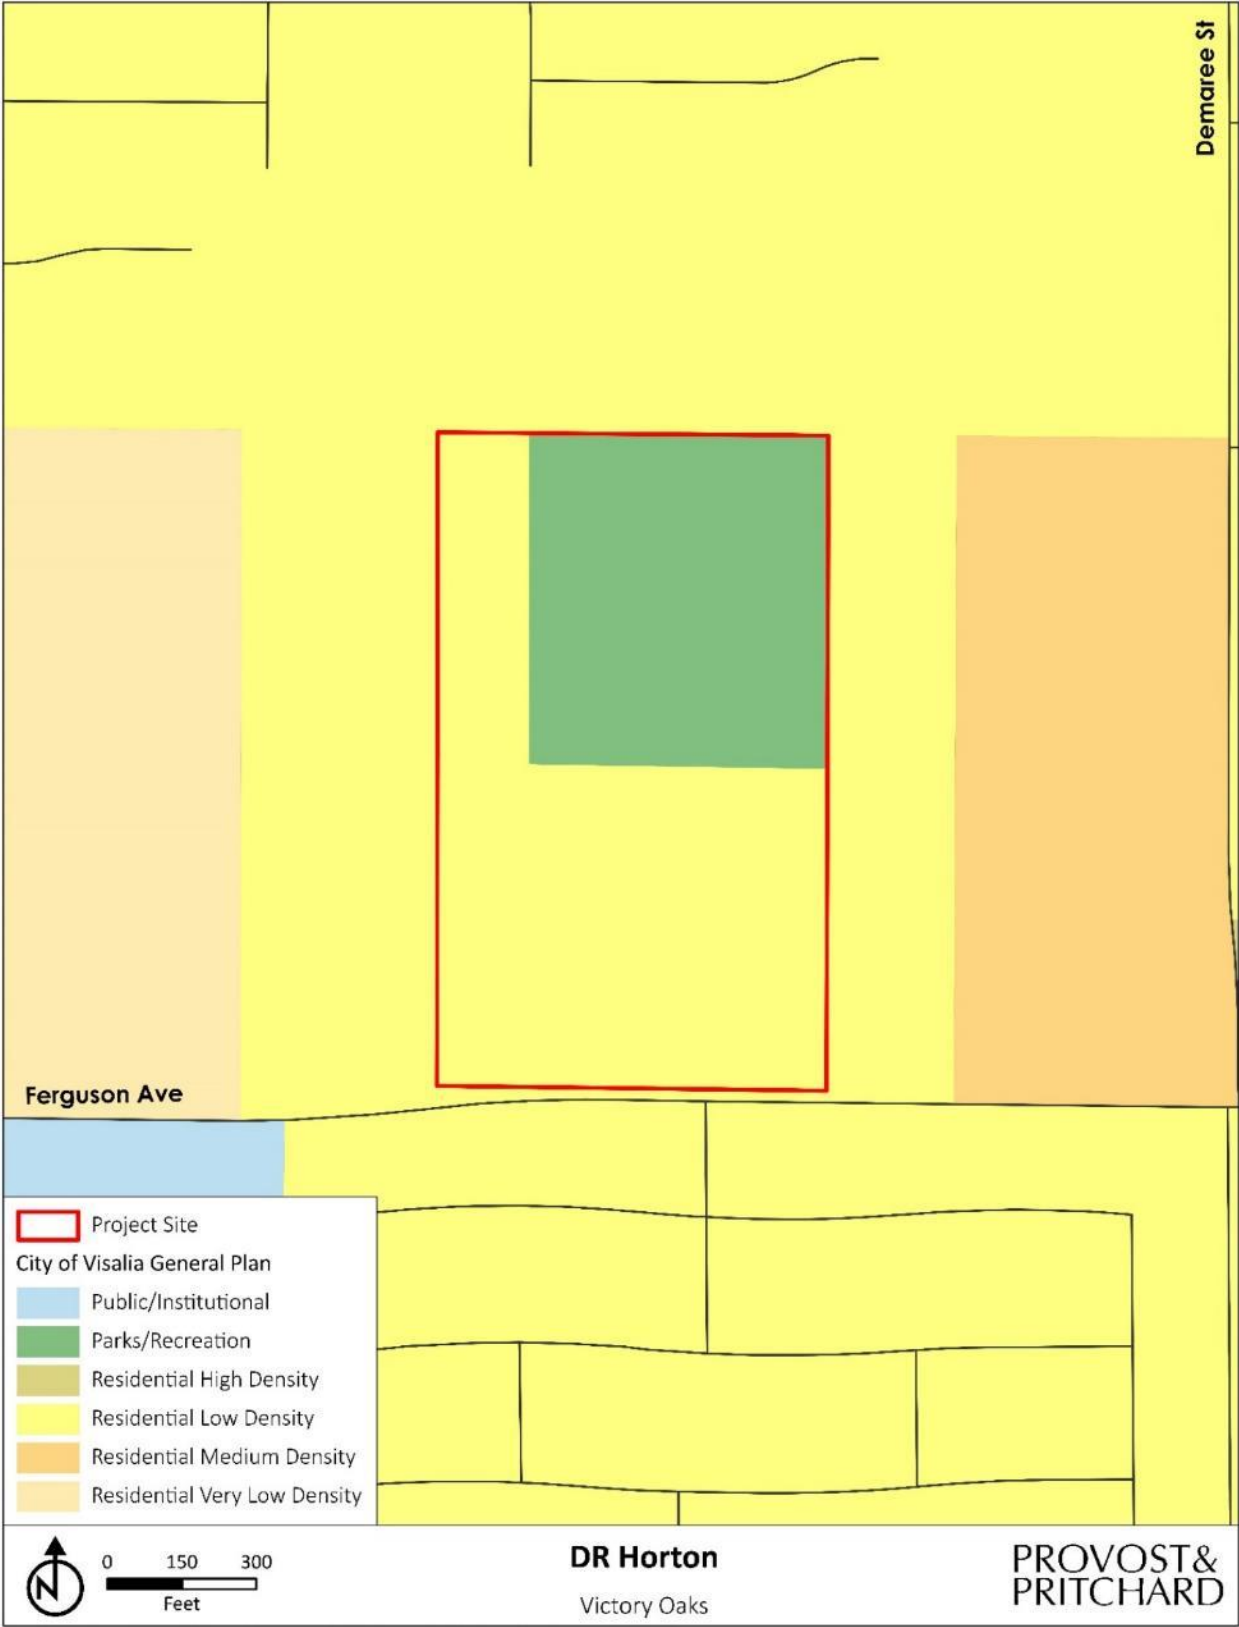 Demaree St
Ferguson Ave
Project Site
City of Visalia General Plan
Public/Institutional
Parks/Recreation
Residential High Density
Residential Low Density
Residential Medium Density
Residential Very Low Density
N
0 150 300
Feet
DR Horton
Victory Oaks
PROVOST&
PRITCHARD